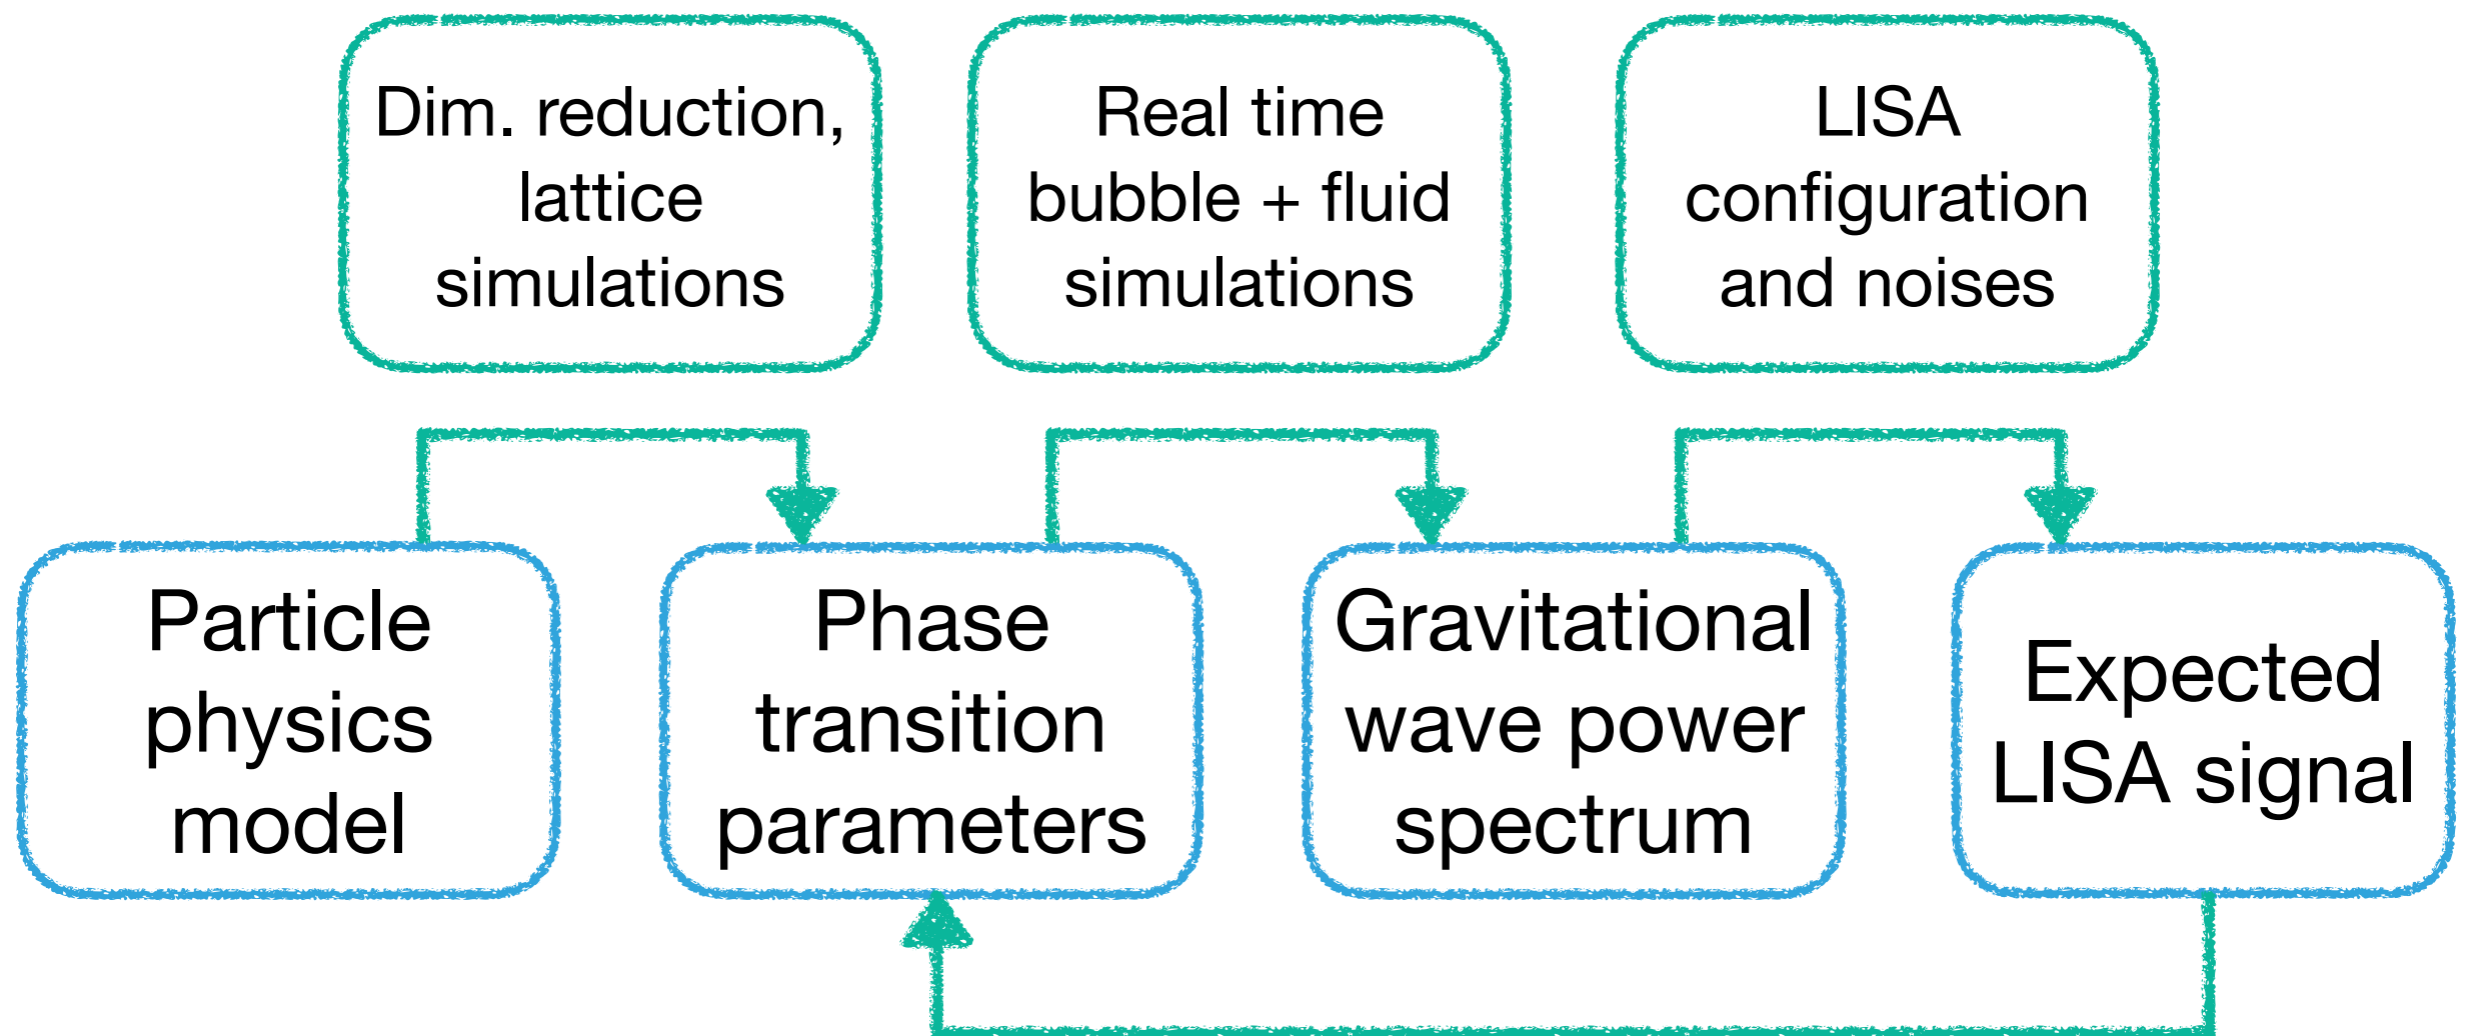 Dim. reduction,
lattice
simulations
Real time
bubble + fluid
simulations
LISA
configuration
and noises
Particle
physics
model
Phase
transition
parameters
Gravitational
wave power
spectrum
Expected
LISA signal